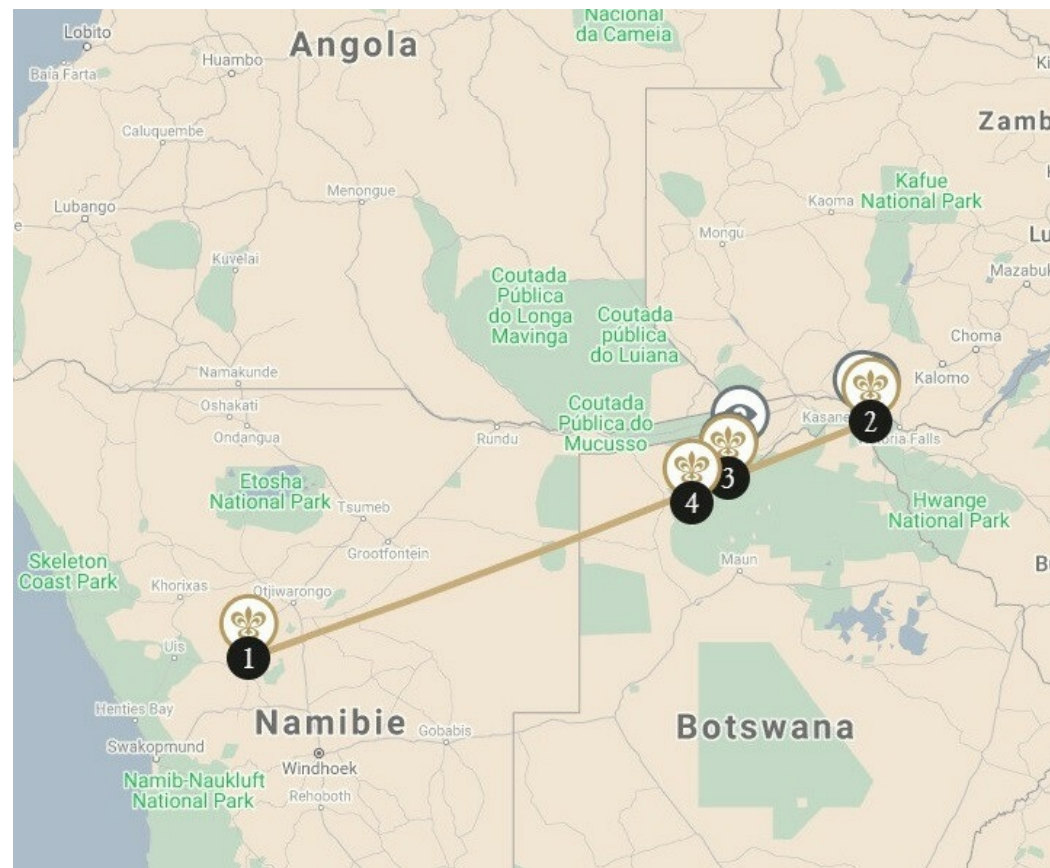 Nacional
da Cameia
Lobito
Angola
Baía Farta
Huambo
Ki
Zamb
Caluquembe
Kafue
National Park
Menongue
Kaoma
Lubango
e
Lu
Mongu
Kuvelai
Mazabuk
Coutada
Pública
do Longa
Mavinga
Coutada
pública
do Luiana
Choma
Namakunde
Kalomo
Oshakati
Coutada
Pública do
Mucusso
Kasane
2
Ondangua
Rundu
Victoria Falls
3
Etosha
National Park
4
Hwange
National Park
Tsumeb
Grootfontein
Skeleton
Coast Park
Maun
Bu
Khorixas
Otjiwarongo
Uis
1
Henties Bay
Namibie
Gobabis
Botswana
Swakopmund
Windhoek
Namib-Naukluft
National Park
Rehoboth